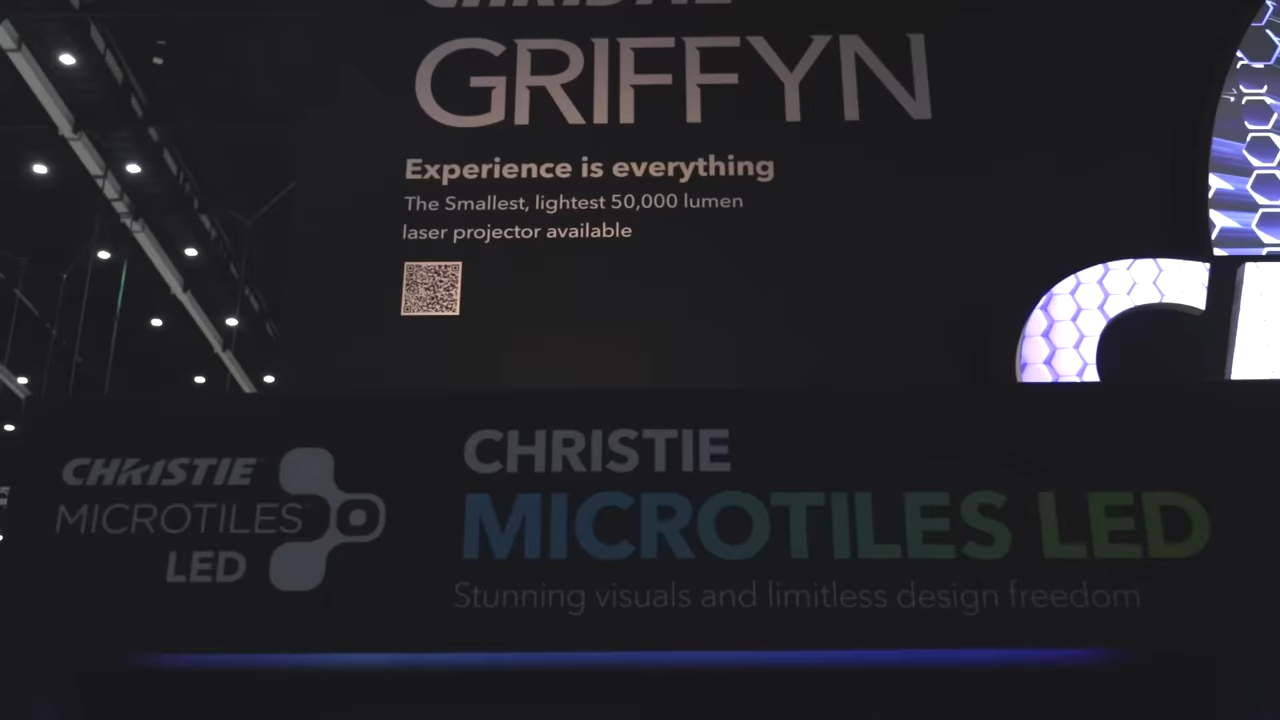 CHRISTIE
GRIFFYN
Experience is everything
The Smallest, lightest 50,000 lumen
laser projector available
CHRISTIE
MICROTILES
LED
CHRISTIE
MICROTILES LED
Stunning visuals and limitless design freedom